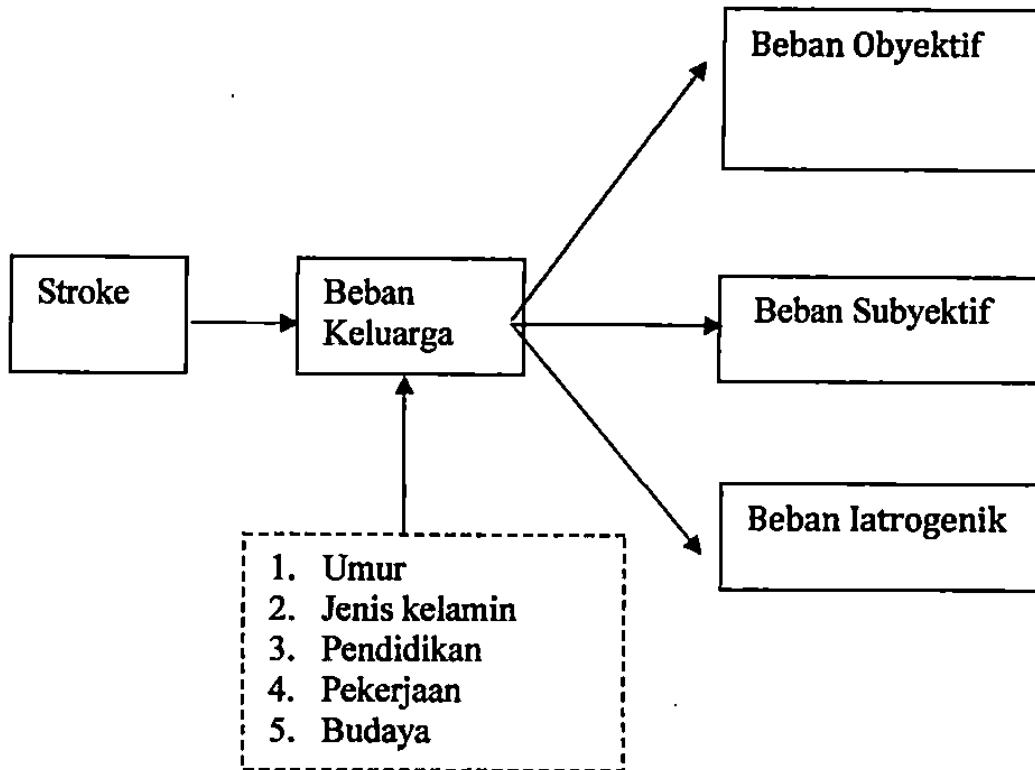 Beban Obyektif
Stroke
Beban
Keluarga
Beban Subyektif
Beban Iatrogenik
1. Umur
2. Jenis kelamin
3. Pendidikan
4. Pekerjaan
5. Budaya